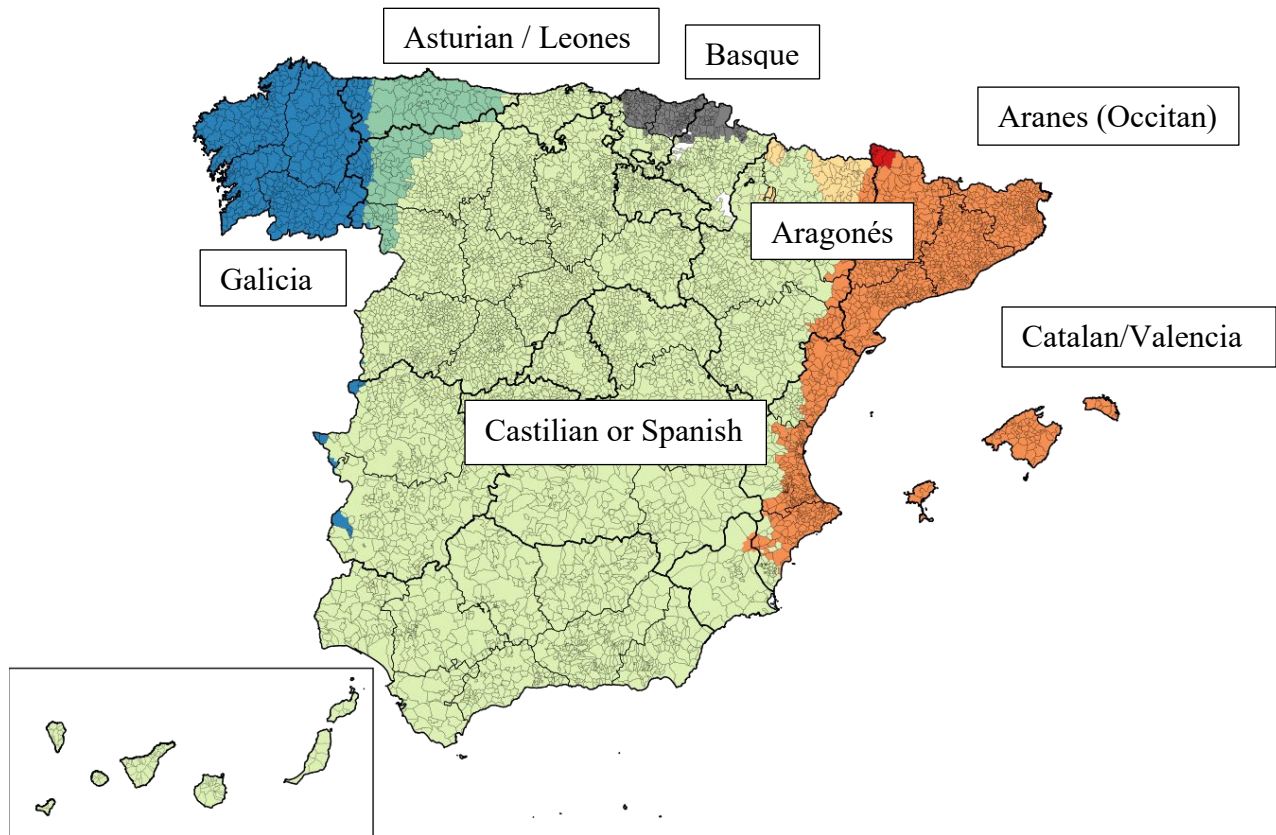 Asturian / Leones
Basque
Aranes (Occitan)
Aragonés
Galicia
Catalan/Valencia
Castilian or Spanish